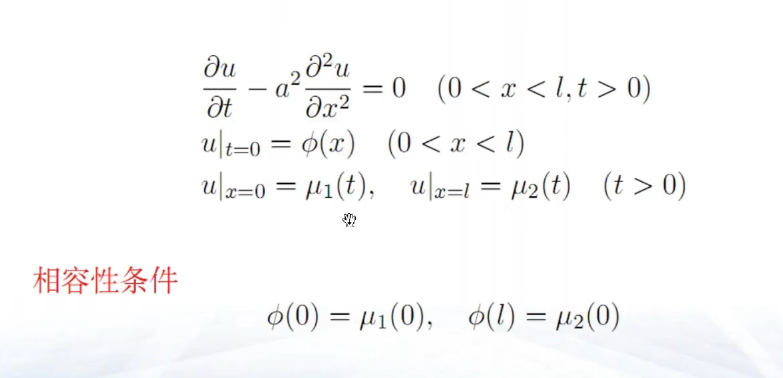 ∂u/∂t − a² ∂²u/∂x² = 0 (0 < x < l, t > 0)
u|t=0 = ϕ(x) (0 < x < l)
u|x=0 = μ₁(t), u|x=l = μ₂(t) (t > 0)
相容性条件
ϕ(0) = μ₁(0), ϕ(l) = μ₂(0)